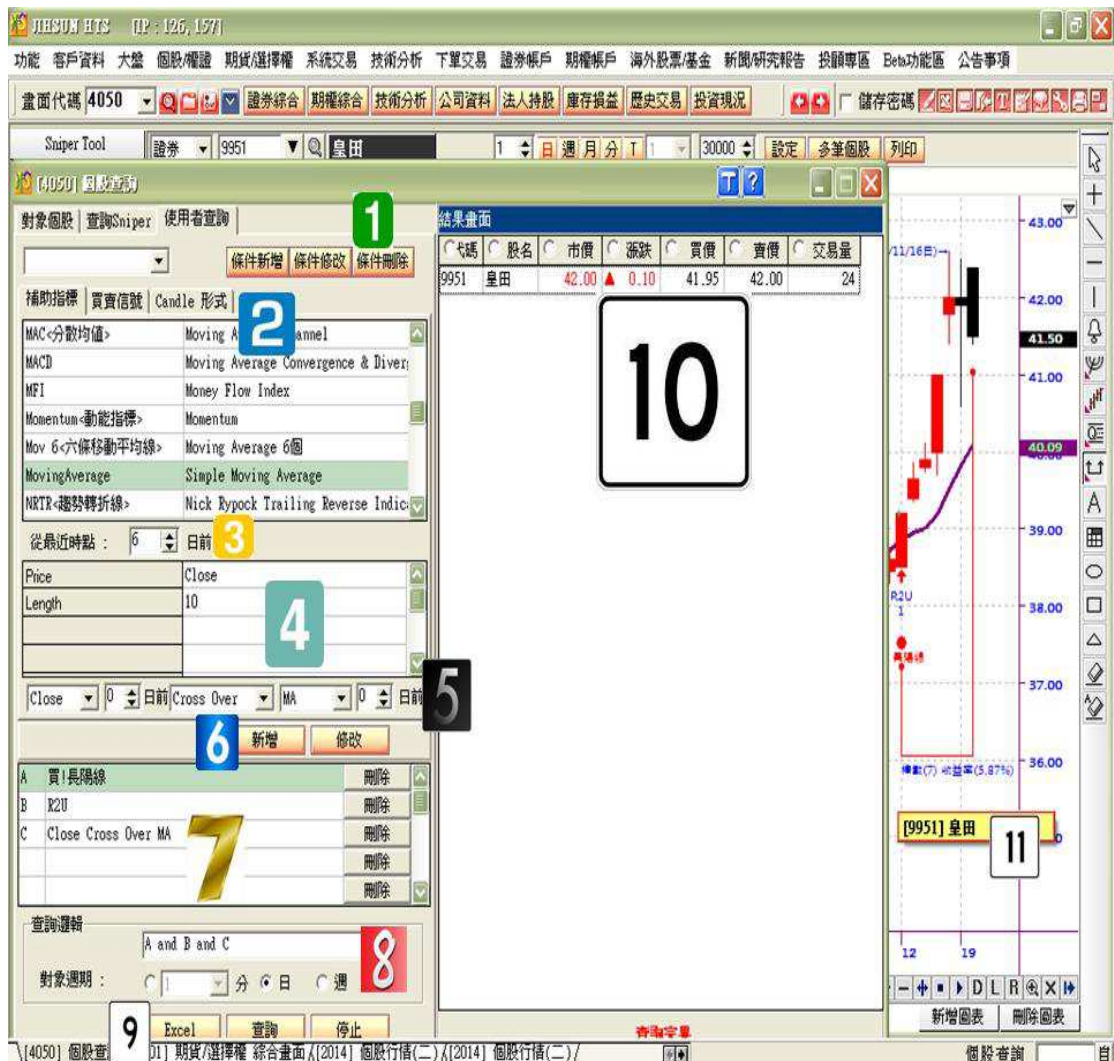 JIHSUN HTS [IP : 126, 157]
功能 客戶資料 大盤 個股/權證 期貨/選擇權 系統交易 技術分析 下單交易 證券帳戶 期權帳戶 海外股票/基金 新聞/研究報告 投顧專區 Beta功能區 公告事項
畫面代碼 4050 證券綜合 期權綜合 技術分析 公司資料 法人持股 庫存損益 歷史交易 投資現況 儲存密碼
Sniper Tool 證券 9951 皇田 1 日 週 月 分 T 1 30000 設定 多筆個股 列印
[4050] 個股查詢 T ?
對象個股 查詢Sniper 使用者查詢 1
條件新增 條件修改 條件刪除
補助指標 買賣信號 Candle 形式
2
MAC<分散均值> Moving
MACD Moving Average Convergence & Diver
MFI Money Flow Index
Momentum<動能指標> Momentum
Mov 6<六條移動平均線> Moving Average 6個
MovingAverage Simple Moving Average
NRTR<趨勢轉折線> Nick Rypock Trailing Reverse Indic
從最近時點 : 6 日前 3
Price Close
Length 10
4
Close 0 日前 Cross Over MA 0 日前 5
6 新增 修改
A 買!長陽線 刪除
B R2U 刪除
C Close Cross Over MA 刪除
刪除
刪除
7
查詢邏輯
A and B and C
8
對象週期 : 1 分 日 週
9 Excel 查詢 停止
結果畫面
代碼 股名 市價 漲跌 買價 賣價 交易量
9951 皇田 42.00 ▲ 0.10 41.95 42.00 24
10
43.00
/11/16日)→
42.00
41.50
41.00
40.09
39.00
R2U
1
38.00
長陽線
37.00
36.00
(5.87%)
[9951] 皇田
11
12 19
D L R X
新增圖表 刪除圖表
[4050] 個股查 01] 期貨/選擇權 綜合畫面 [2014] 個股行情(二) [2014] 個股行情(二) 個股查詢